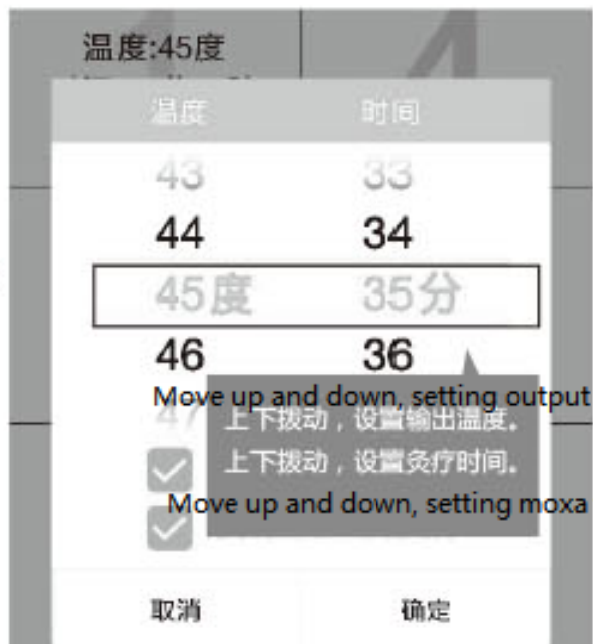 温度:45度
4
温度 时间
43 33
44 34
45度 35分
46 36
Move up and down, setting output
47
上下拨动，设置输出温度。
上下拨动，设置灸疗时间。
Move up and down, setting moxa
取消 确定